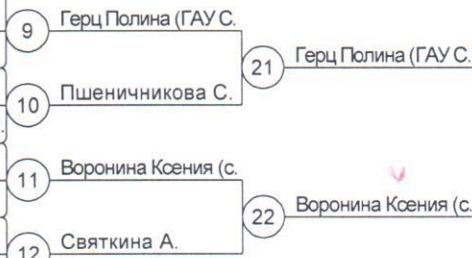 9 Герц Полина (ГАУ С.
21 Герц Полина (ГАУ С.
10 Пшеничникова С.
11 Воронина Ксения (с.
22 Воронина Ксения (с.
12 Святкина А.